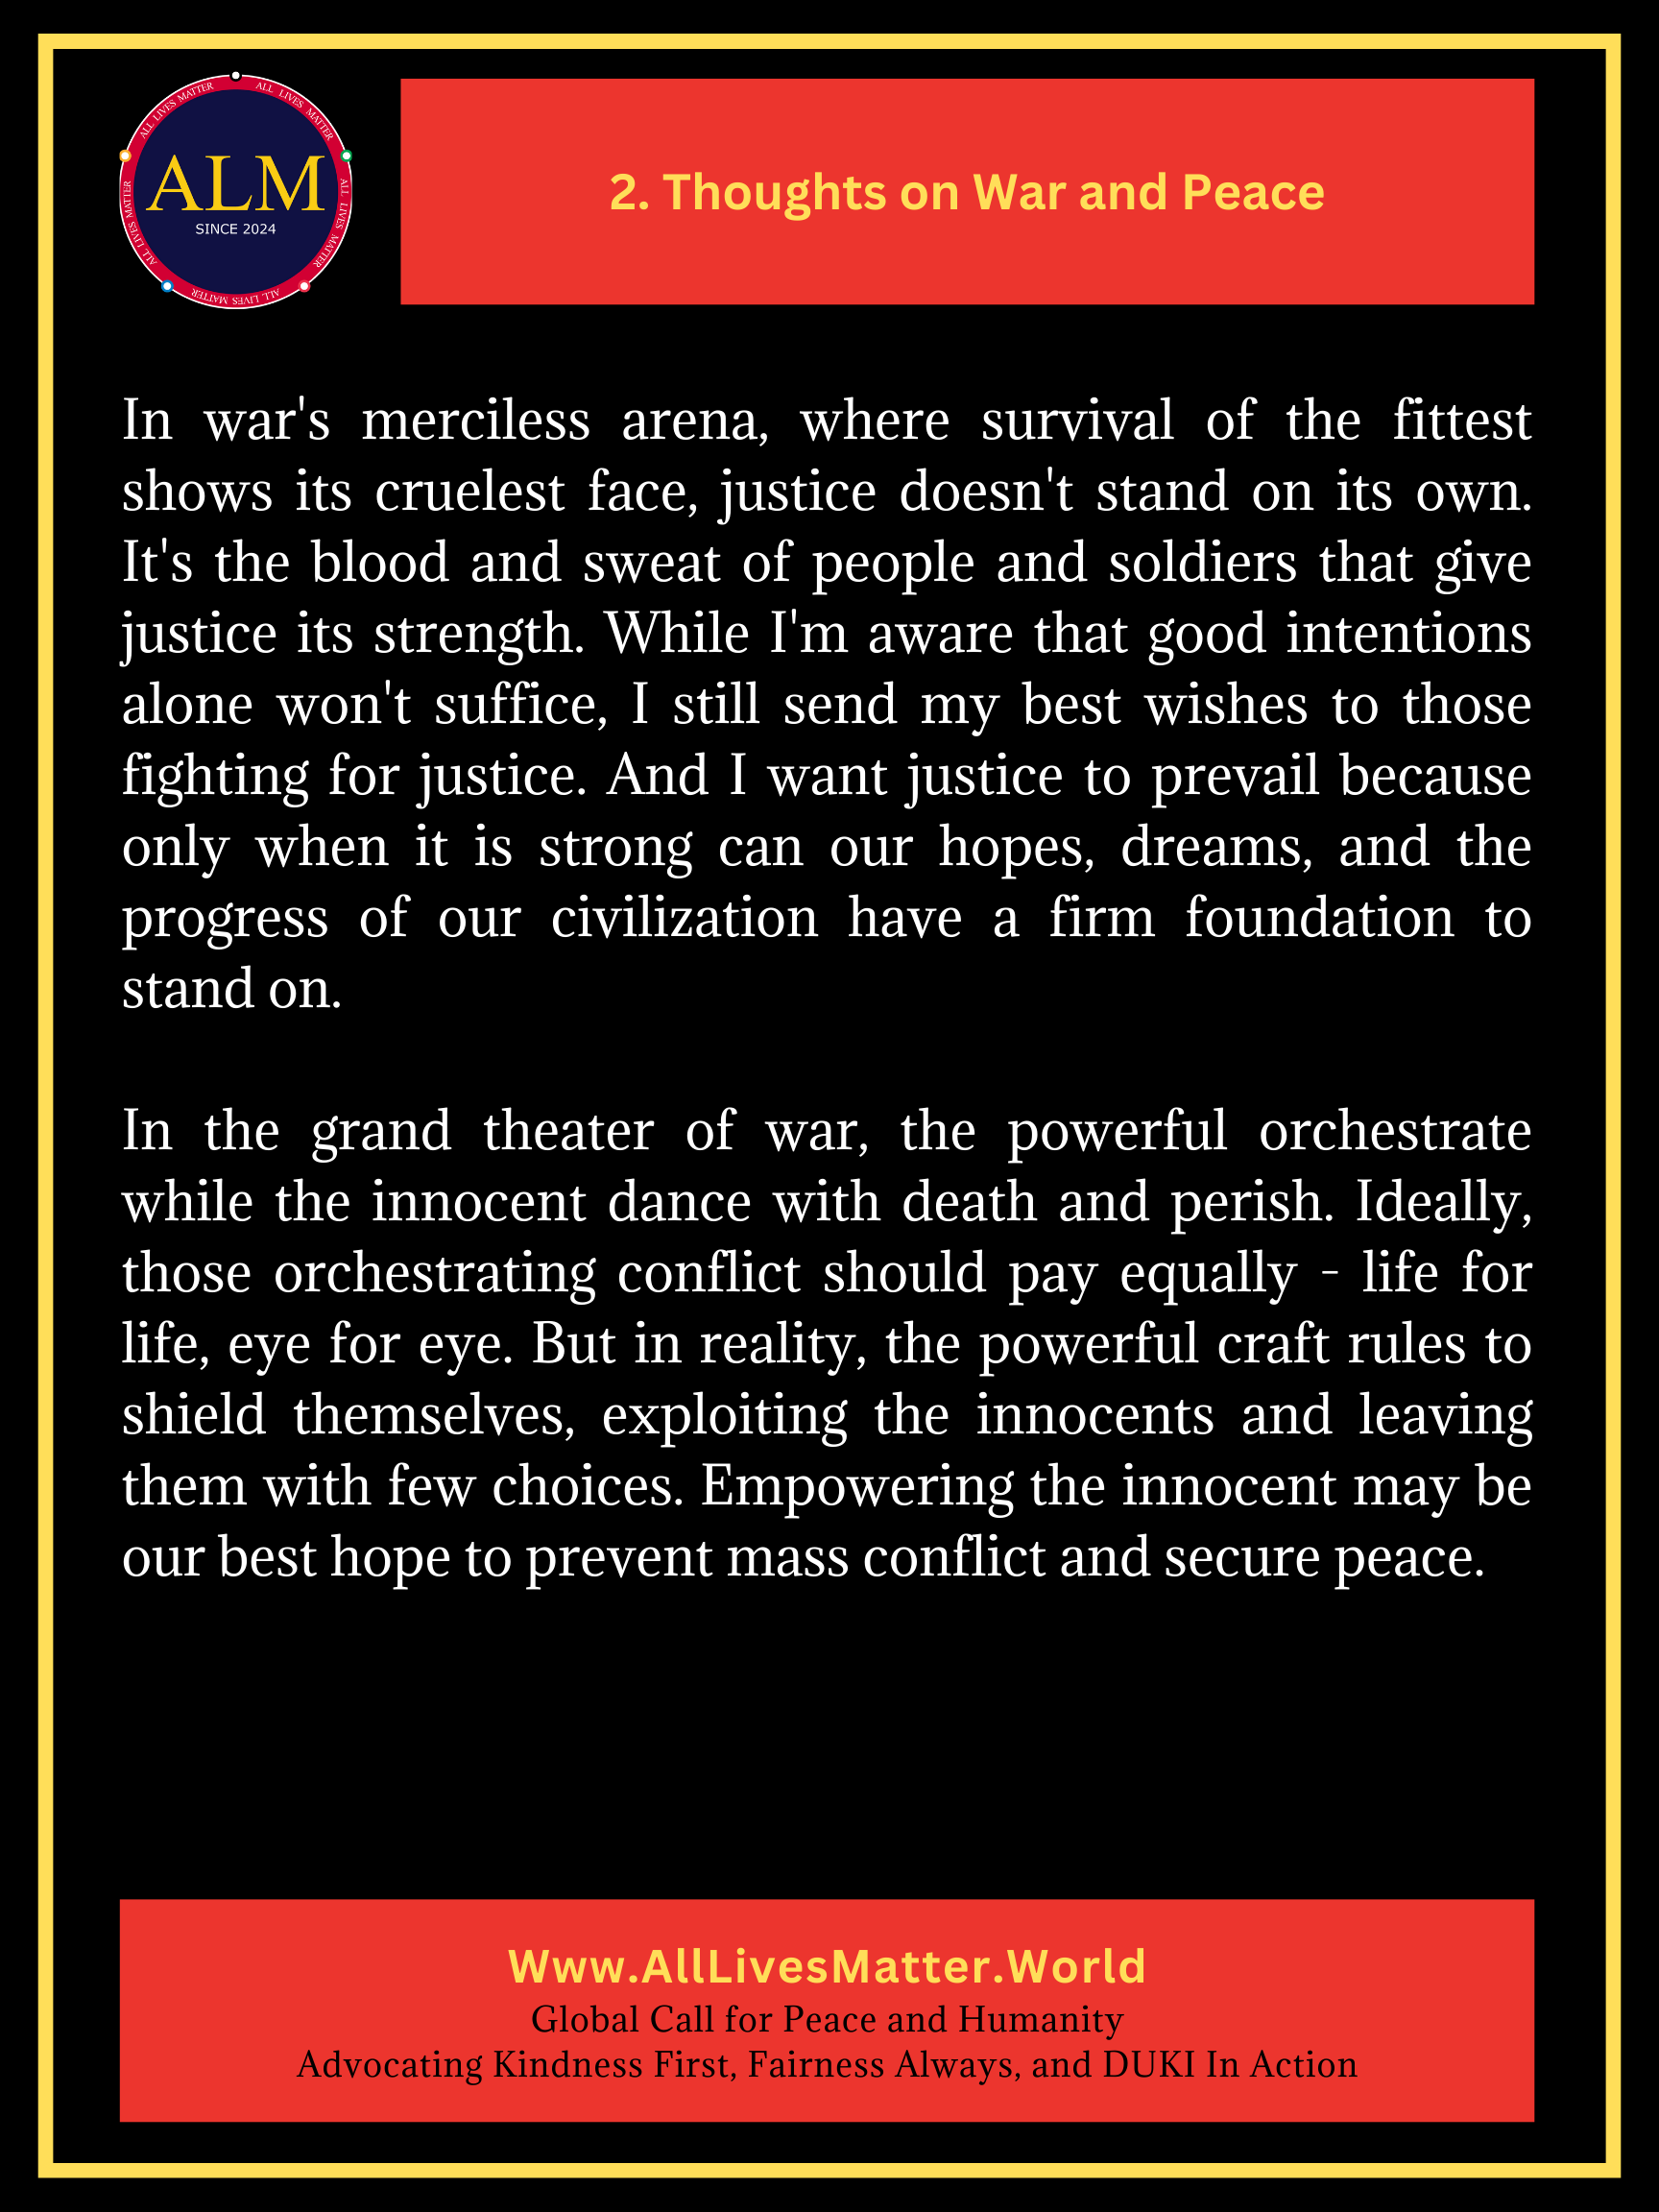 ALL LIVES MATTER
ALL LIVES MATTER
ALL LIVES MATTER
ALL LIVES MATTER
ALL LIVES MATTER
ALM
SINCE 2024
2. Thoughts on War and Peace
In war's merciless arena, where survival of the fittest
shows its cruelest face, justice doesn't stand on its own.
It's the blood and sweat of people and soldiers that give
justice its strength. While I'm aware that good intentions
alone won't suffice, I still send my best wishes to those
fighting for justice. And I want justice to prevail because
only when it is strong can our hopes, dreams, and the
progress of our civilization have a firm foundation to
stand on.
In the grand theater of war, the powerful orchestrate
while the innocent dance with death and perish. Ideally,
those orchestrating conflict should pay equally - life for
life, eye for eye. But in reality, the powerful craft rules to
shield themselves, exploiting the innocents and leaving
them with few choices. Empowering the innocent may be
our best hope to prevent mass conflict and secure peace.
Www.AllLivesMatter.World
Global Call for Peace and Humanity
Advocating Kindness First, Fairness Always, and DUKI In Action